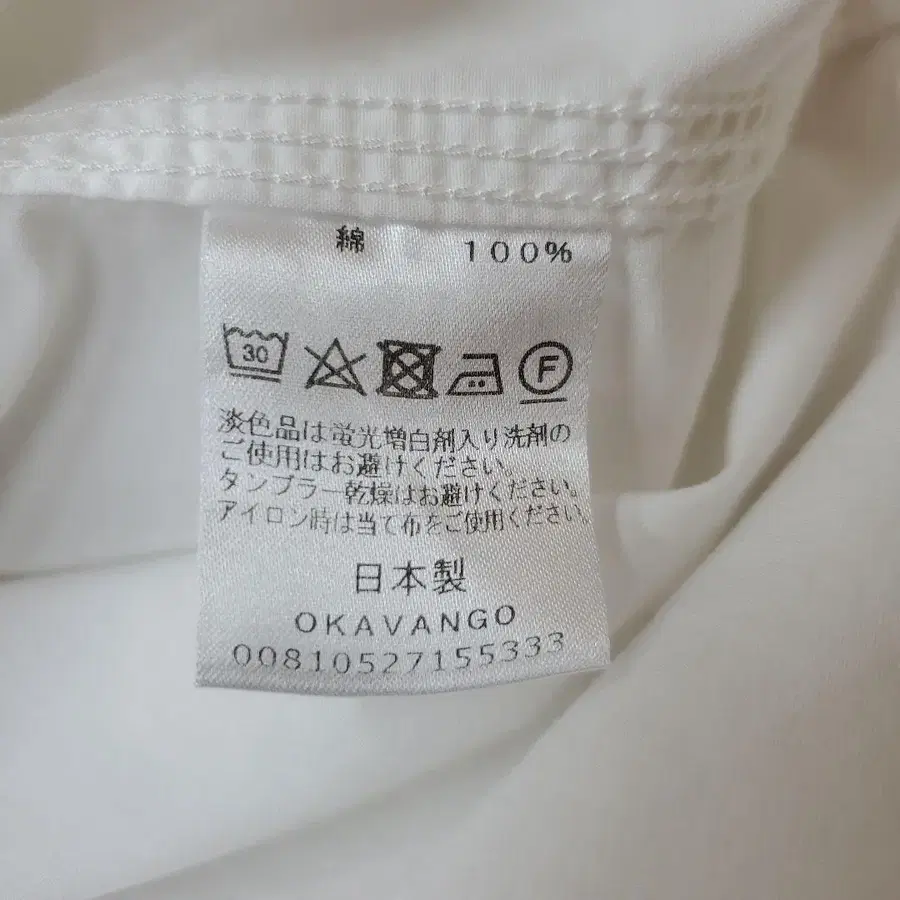 綿 100%
30 F
淡色品は蛍光増白剤入り洗剤の
ご使用はお避けください。
タンブラー乾燥はお避けください。
アイロン時は当て布をご使用ください。
日本製
OKAVANGO
00810527155333